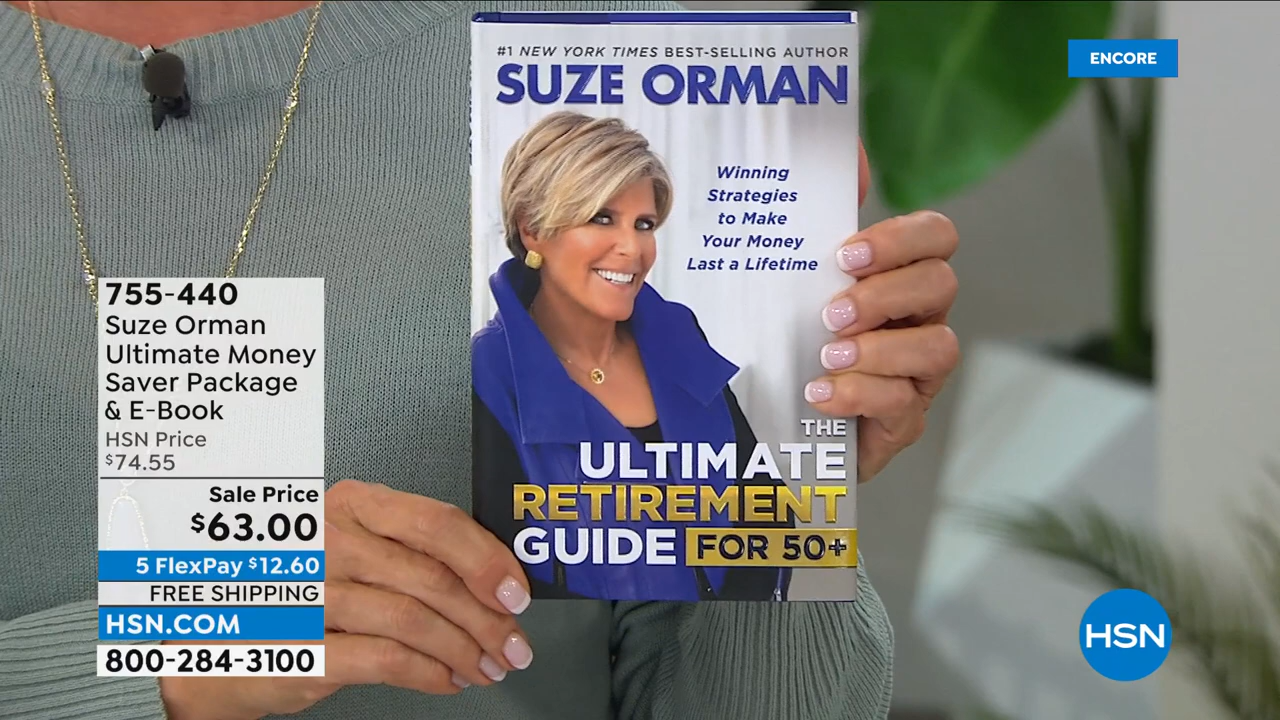 ENCORE
#1 NEW YORK TIMES BEST-SELLING AUTHOR
SUZE ORMAN
Winning
Strategies
to Make
Your Money
Last a Lifetime
THE
ULTIMATE
RETIREMENT
GUIDE FOR 50+
755-440
Suze Orman
Ultimate Money
Saver Package
& E-Book
HSN Price
$74.55
Sale Price
$63.00
5 FlexPay $12.60
FREE SHIPPING
HSN.COM
800-284-3100
HSN